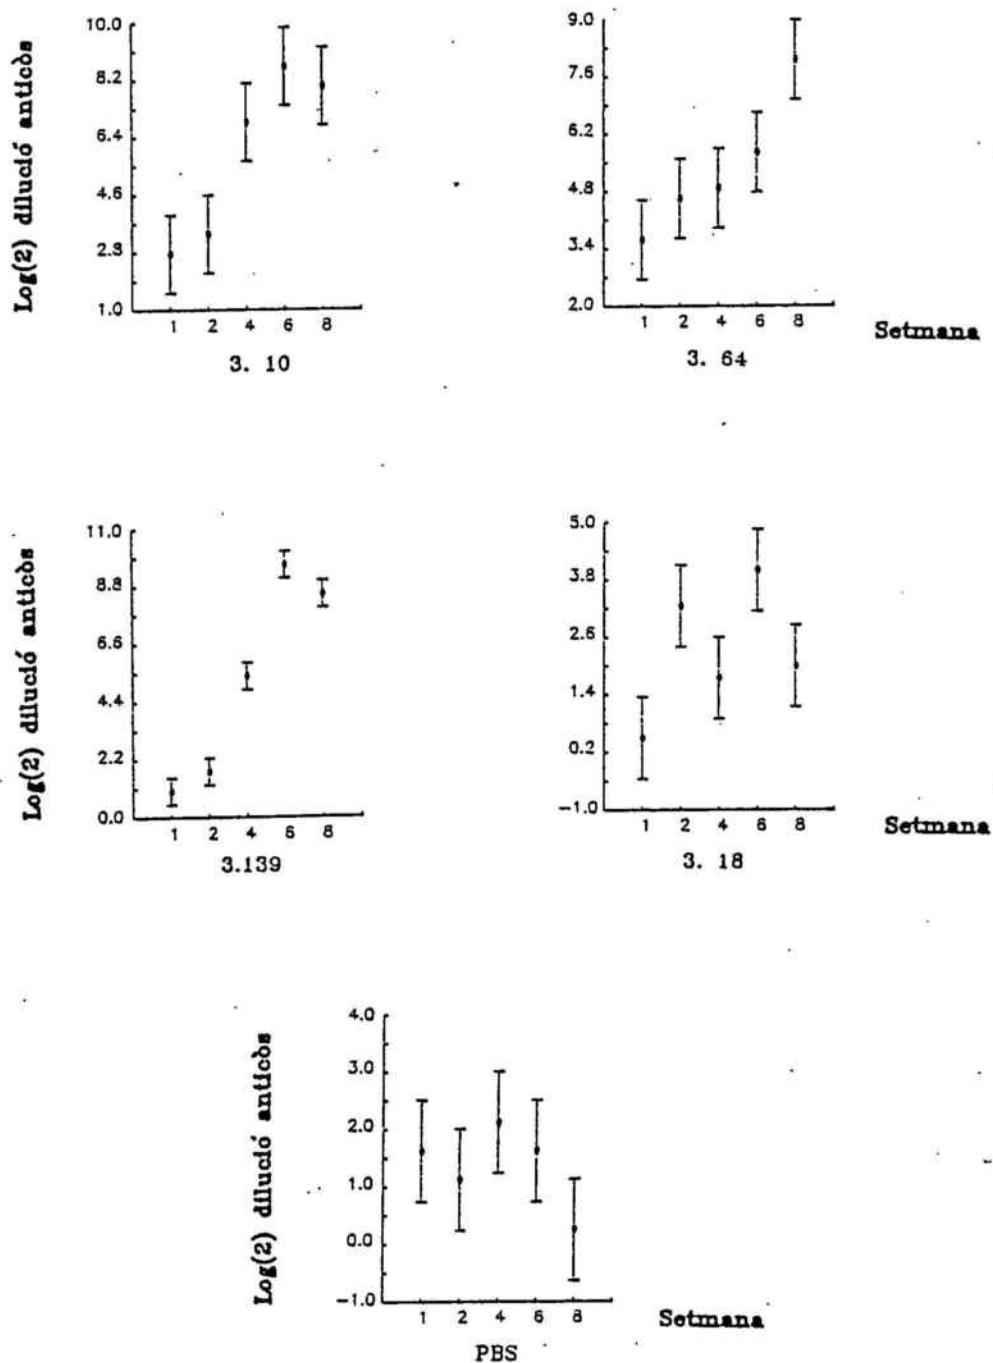 Log(2) dilució anticòs
10.0
8.2
6.4
4.6
2.8
1.0
1 2 4 6 8
3. 10
9.0
7.6
6.2
4.8
3.4
2.0
1 2 4 6 8
Setmana
3. 64
Log(2) dilució anticòs
11.0
8.8
6.6
4.4
2.2
0.0
1 2 4 6 8
3.139
5.0
3.8
2.6
1.4
0.2
-1.0
1 2 4 6 8
Setmana
3. 18
Log(2) dilució anticòs
4.0
3.0
2.0
1.0
0.0
-1.0
1 2 4 6 8
Setmana
PBS